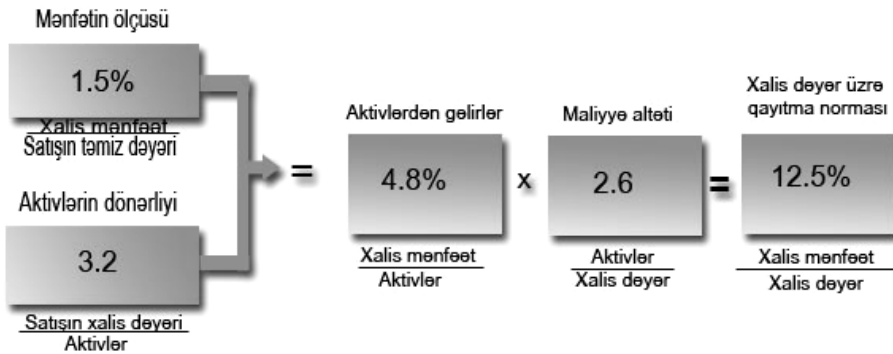 Mənfətin ölçüsü
1.5%
Xalis mənfəət
Satışın təmiz dəyəri
Aktivlərin dönərliyi
3.2
Satışın xalis dəyəri
Aktivlər
=
Aktivlərdən gəlirlər
4.8%
Xalis mənfəət
Aktivlər
x
Maliyyə altəti
2.6
Aktivlər
Xalis dəyər
=
Xalis dəyər üzrə
qayıtma norması
12.5%
Xalis mənfəət
Xalis dəyər